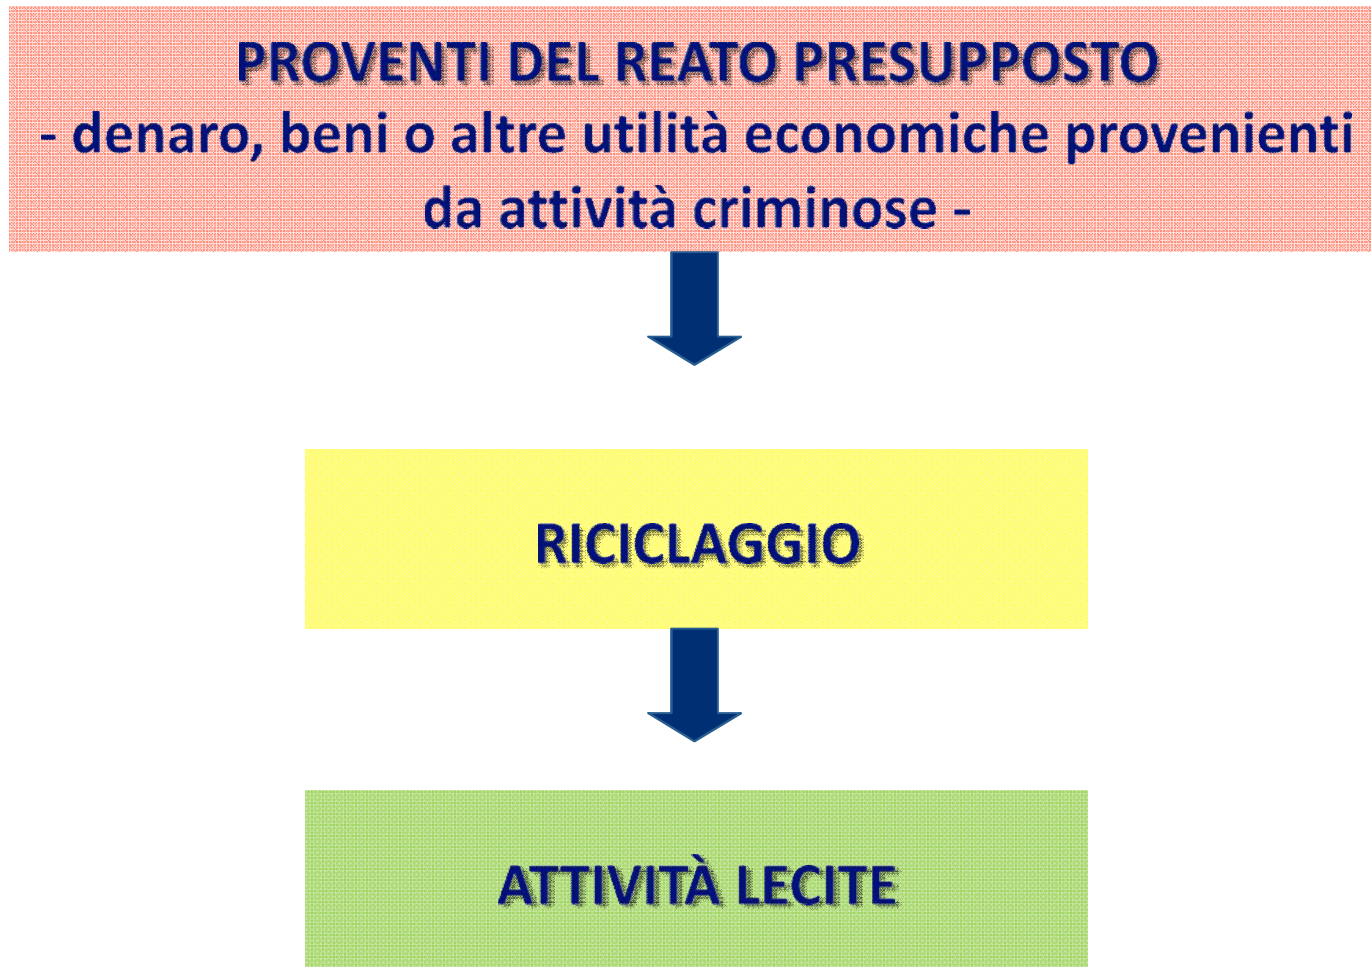 PROVENTI DEL REATO PRESUPPOSTO
- denaro, beni o altre utilità economiche provenienti
da attività criminose -
RICICLAGGIO
ATTIVITÀ LECITE